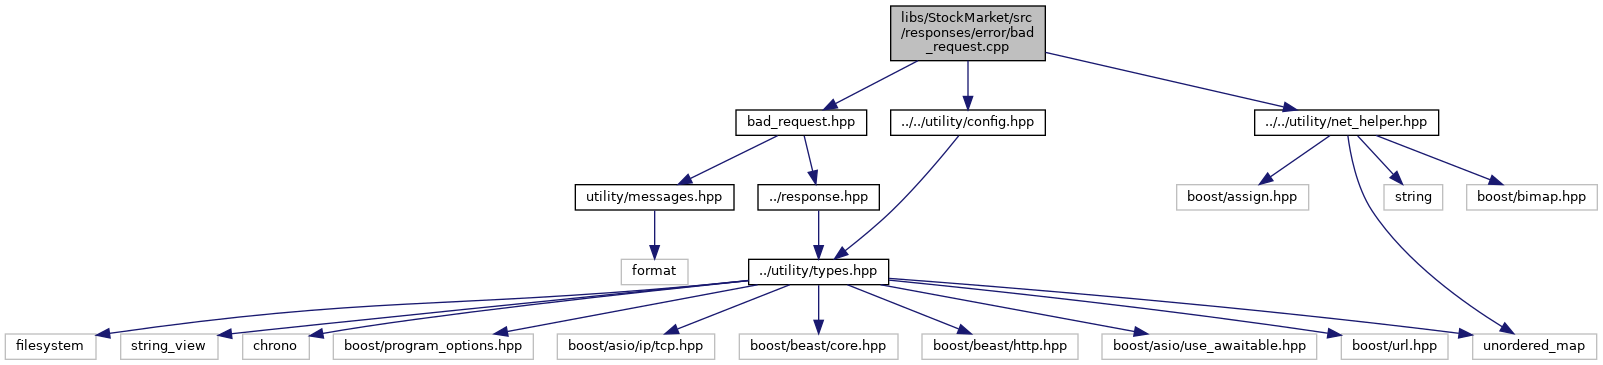 libs/StockMarket/src
/responses/error/bad
_request.cpp
bad_request.hpp
../../utility/config.hpp
../../utility/net_helper.hpp
utility/messages.hpp
../response.hpp
boost/assign.hpp
string
boost/bimap.hpp
format
../utility/types.hpp
filesystem
string_view
chrono
boost/program_options.hpp
boost/asio/ip/tcp.hpp
boost/beast/core.hpp
boost/beast/http.hpp
boost/asio/use_awaitable.hpp
boost/url.hpp
unordered_map